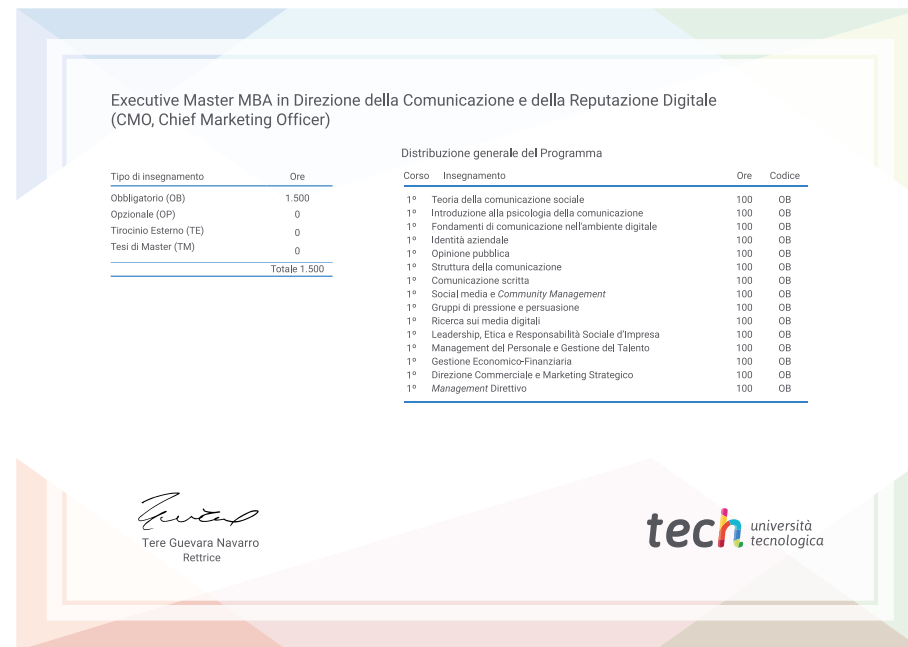 Executive Master MBA in Direzione della Comunicazione e della Reputazione Digitale
(CMO, Chief Marketing Officer)
Tipo di insegnamento Ore
Obbligatorio (OB) 1.500
Opzionale (OP) 0
Tirocinio Esterno (TE) 0
Tesi di Master (TM) 0
Totale 1.500
Distribuzione generale del Programma
Corso Insegnamento Ore Codice
1º Teoria della comunicazione sociale 100 OB
1º Introduzione alla psicologia della comunicazione 100 OB
1º Fondamenti di comunicazione nell'ambiente digitale 100 OB
1º Identità aziendale 100 OB
1º Opinione pubblica 100 OB
1º Struttura della comunicazione 100 OB
1º Comunicazione scritta 100 OB
1º Social media e Community Management 100 OB
1º Gruppi di pressione e persuasione 100 OB
1º Ricerca sui media digitali 100 OB
1º Leadership, Etica e Responsabilità Sociale d'Impresa 100 OB
1º Management del Personale e Gestione del Talento 100 OB
1º Gestione Economico-Finanziaria 100 OB
1º Direzione Commerciale e Marketing Strategico 100 OB
1º Management Direttivo 100 OB
Tere Guevara Navarro
Rettrice
tech università
tecnologica